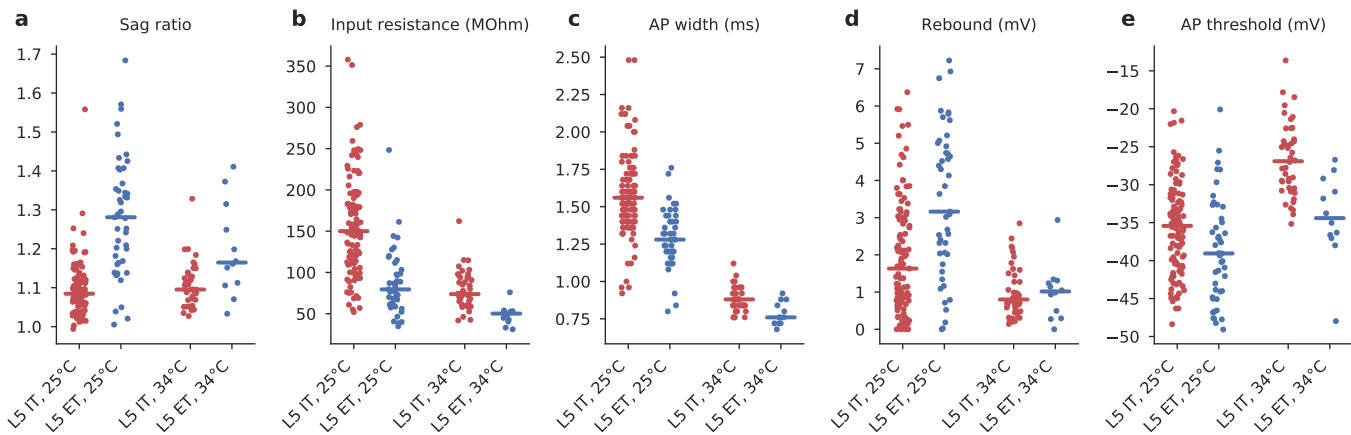 a Sag ratio
1.7
1.6
1.5
1.4
1.3
1.2
1.1
1.0
L5 IT, 25°C
L5 ET, 25°C
L5 IT, 34°C
L5 ET, 34°C
b Input resistance (MOhm)
350
300
250
200
150
100
50
L5 IT, 25°C
L5 ET, 25°C
L5 IT, 34°C
L5 ET, 34°C
c AP width (ms)
2.50
2.25
2.00
1.75
1.50
1.25
1.00
0.75
L5 IT, 25°C
L5 ET, 25°C
L5 IT, 34°C
L5 ET, 34°C
d Rebound (mV)
7
6
5
4
3
2
1
0
L5 IT, 25°C
L5 ET, 25°C
L5 IT, 34°C
L5 ET, 34°C
e AP threshold (mV)
−15
−20
−25
−30
−35
−40
−45
−50
L5 IT, 25°C
L5 ET, 25°C
L5 IT, 34°C
L5 ET, 34°C